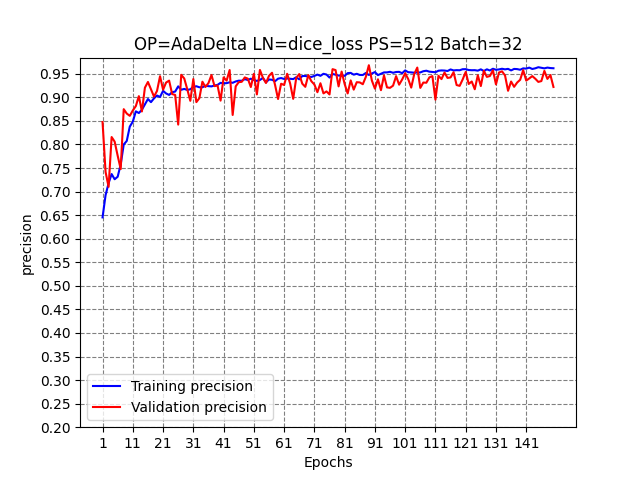 OP=AdaDelta LN=dice_loss PS=512 Batch=32
0.95
0.90
0.85
0.80
0.75
0.70
0.65
0.60
0.55
0.50
0.45
0.40
0.35
0.30
0.25
0.20
precision
Training precision
Validation precision
1 11 21 31 41 51 61 71 81 91 101 111 121 131 141
Epochs